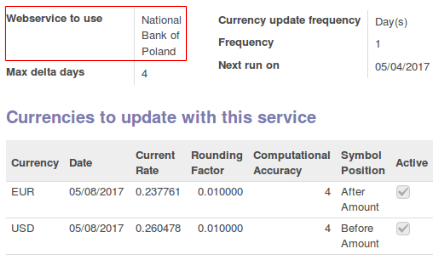 Webservice to use National Bank of Poland
Max delta days 4
Currency update frequency Day(s)
Frequency 1
Next run on 05/04/2017
Currencies to update with this service
Currency Date Current Rate Rounding Factor Computational Accuracy Symbol Position Active
EUR 05/08/2017 0.237761 0.010000 4 After Amount
USD 05/08/2017 0.260478 0.010000 4 Before Amount